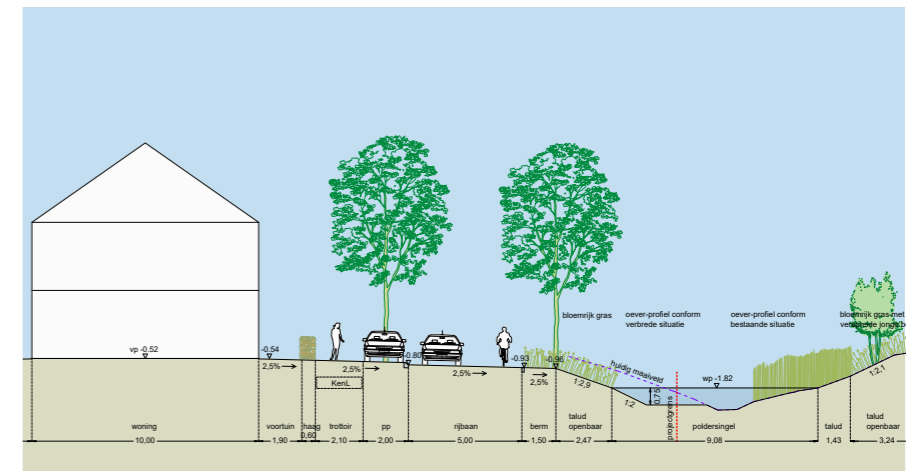 bloemrijk gras
oever-profiel conform
verbrede situatie
oever-profiel conform
bestaande situatie
bloemrijk gras met
vp -0.52
-0.54
2,5%
2,5%
-0.80
2,5%
-0.93
2,5%
-0.96
huidig maaiveld
wp -1.82
1:2,9
1:2
0,75
1:2,1
KenL
projectgrens
woning
voortuin
haag
trottoir
pp
rijbaan
berm
talud
openbaar
poldersingel
talud
talud
openbaar
10,00
1,90
0,60
2,10
2,00
5,00
1,50
2,47
9,08
1,43
3,24